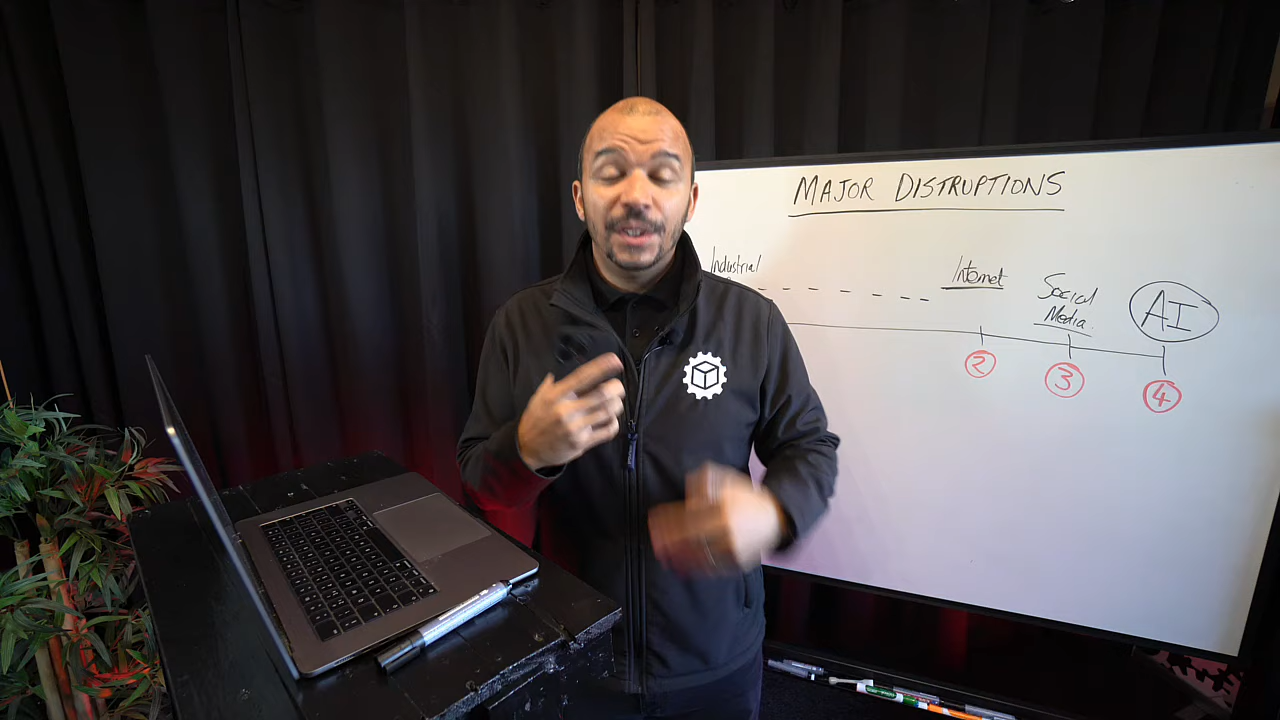 MAJOR DISTRUPTIONS
Industrial
Internet
Social
Media
AI
2
3
4